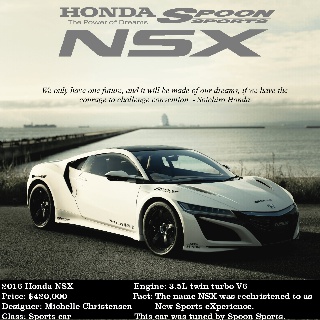 HONDA SPOON
The Power of Dreams SPORTS
NSX
We only have one future, and it will be made of our dreams, if we have the
courage to challenge convention. - Soichiro Honda
2016 Honda NSX Engine: 3.5L twin turbo V6
Price: $420,000 Fact: The name NSX was rechristened to as
Designer: Michelle Christensen New Sports eXperience.
Class: Sports car This car was tuned by Spoon Sports.